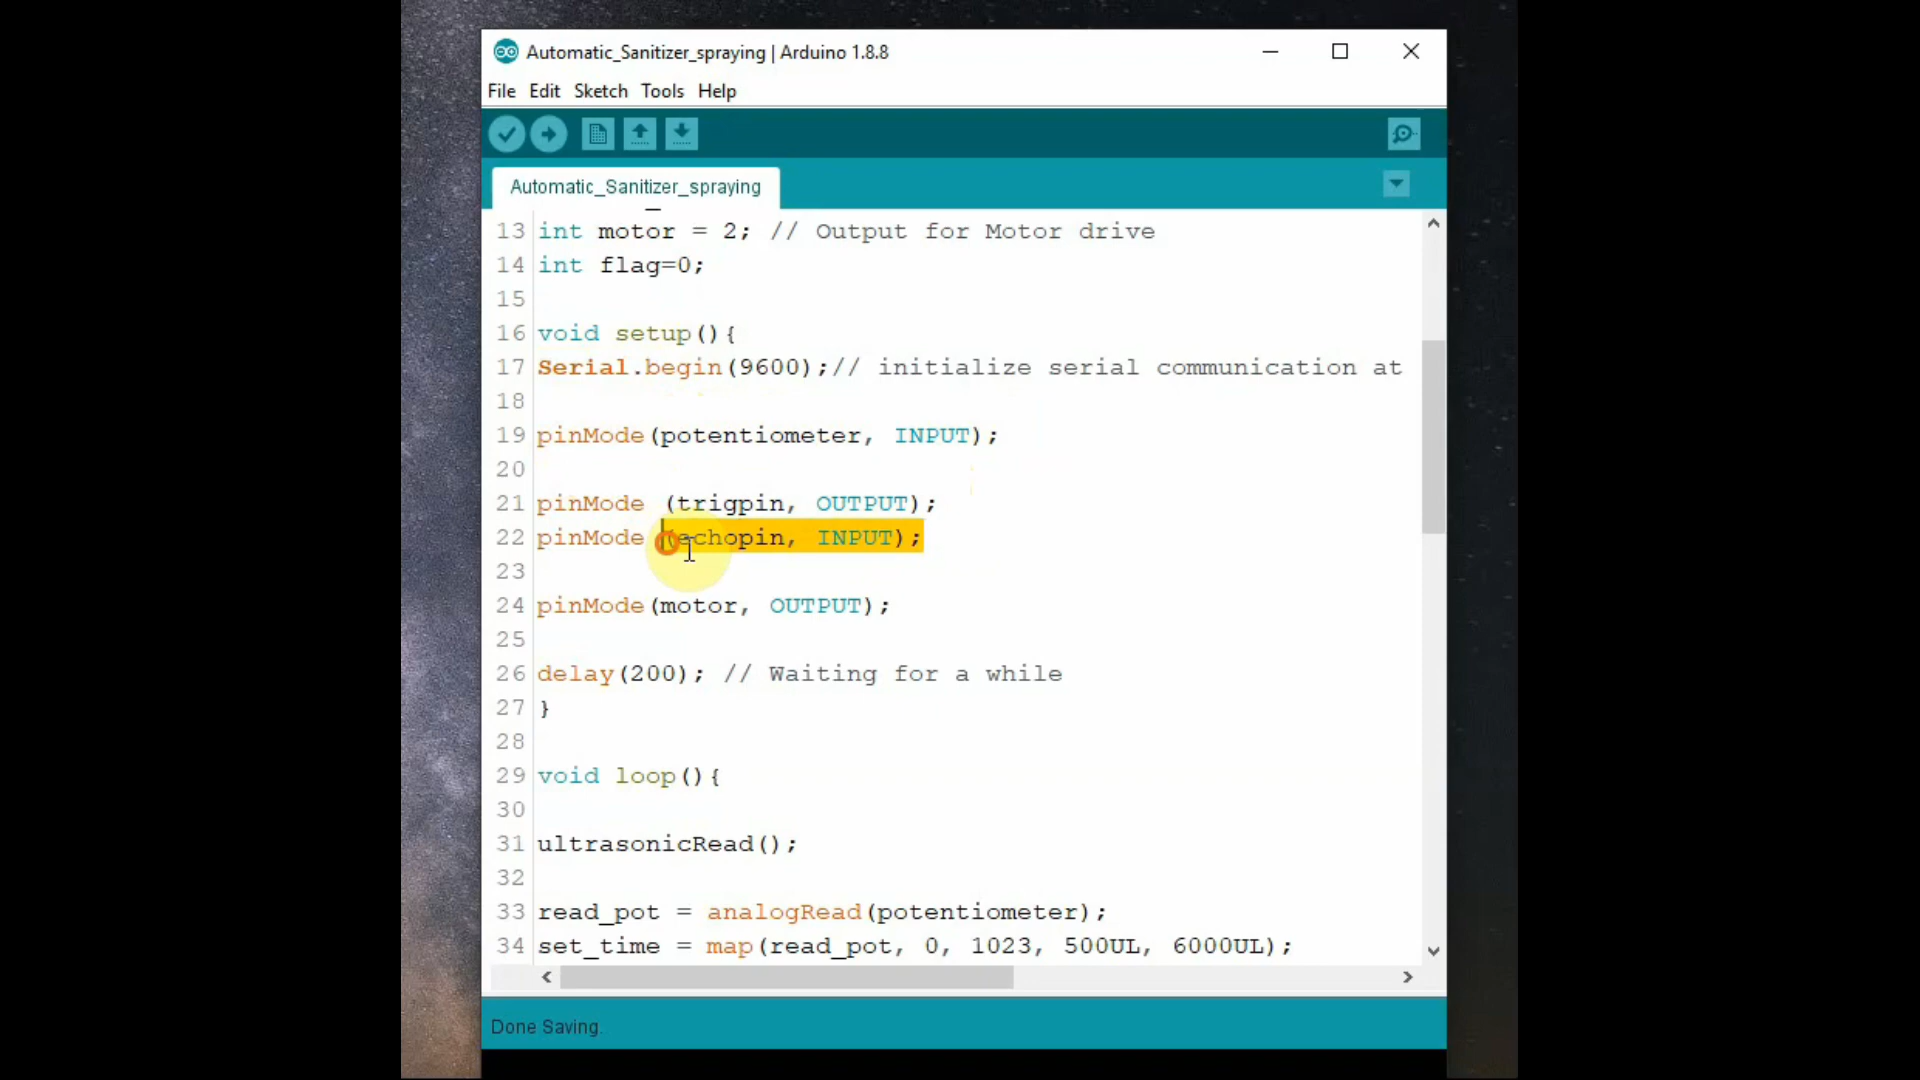 Automatic_Sanitizer_spraying | Arduino 1.8.8
File Edit Sketch Tools Help
Automatic_Sanitizer_spraying
13 int motor = 2; // Output for Motor drive
14 int flag=0;
15
16 void setup(){
17 Serial.begin(9600);// initialize serial communication at
18
19 pinMode(potentiometer, INPUT);
20
21 pinMode (trigpin, OUTPUT);
22 pinMode (echopin, INPUT);
23
24 pinMode(motor, OUTPUT);
25
26 delay(200); // Waiting for a while
27 }
28
29 void loop(){
30
31 ultrasonicRead();
32
33 read_pot = analogRead(potentiometer);
34 set_time = map(read_pot, 0, 1023, 500UL, 6000UL);
Done Saving.